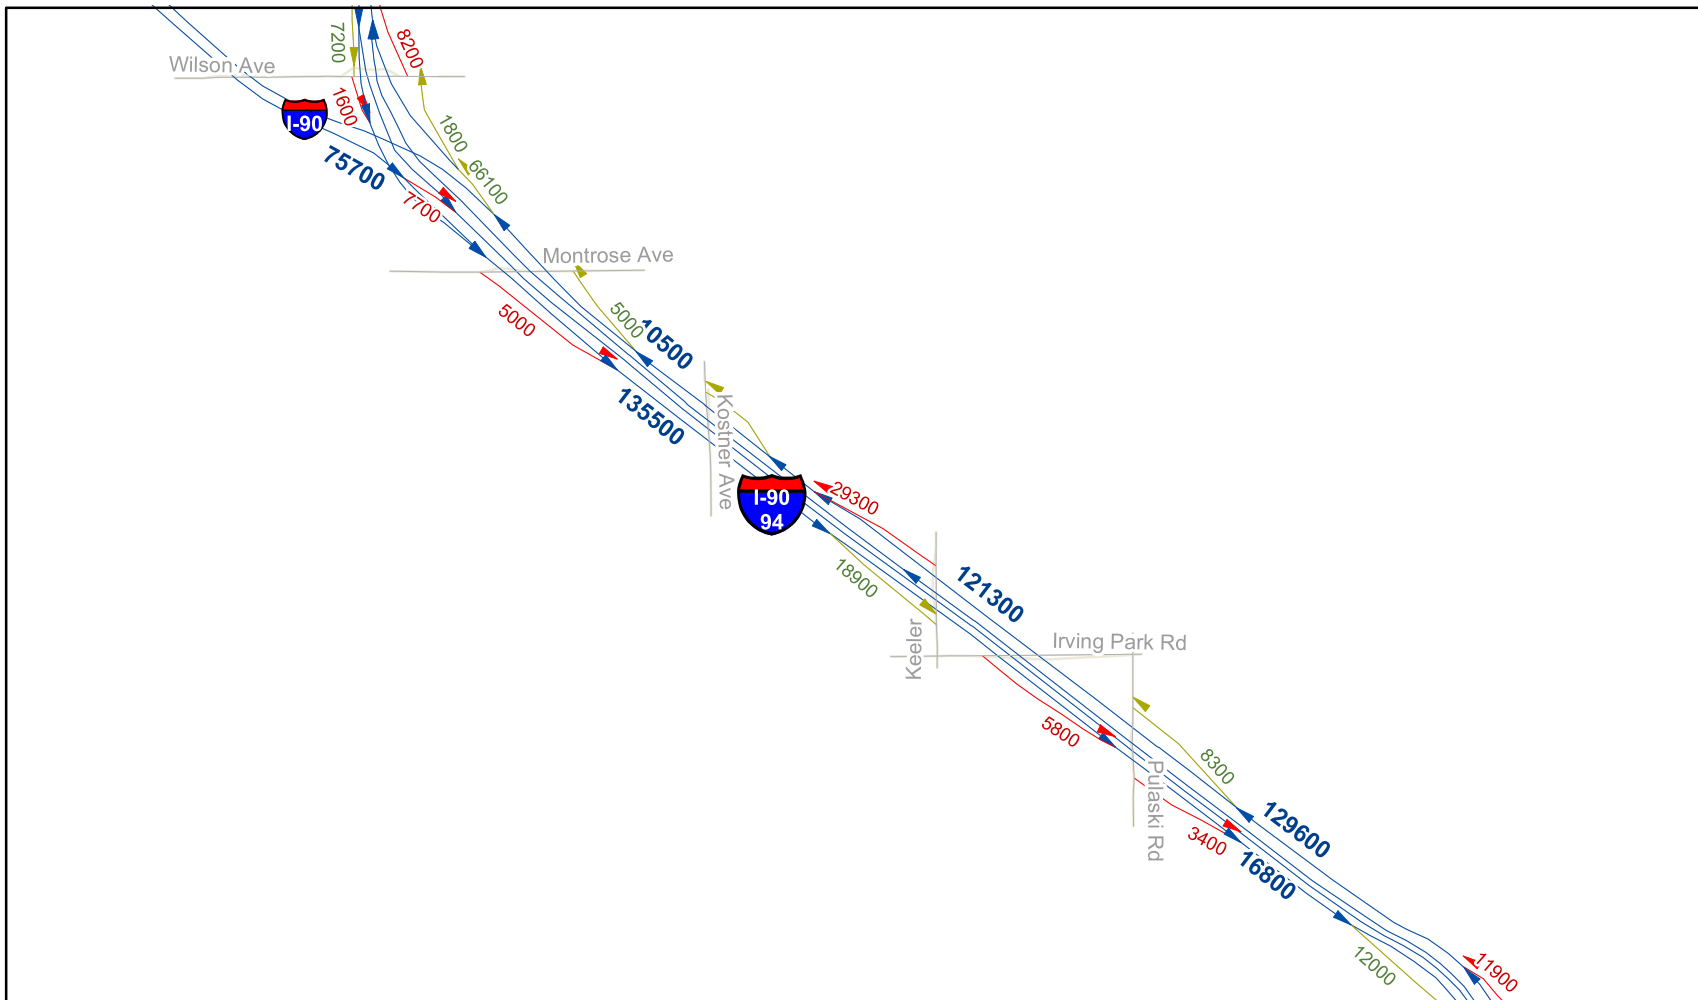 7200
8200
Wilson Ave
1600
I-90
1800
75700
66100
7700
Montrose Ave
5000
5000
10500
135500
Kostner Ave
I-90
94
29300
18900
121300
Keeler
Irving Park Rd
5800
8300
Pulaski Rd
129600
3400
16800
12000
11900